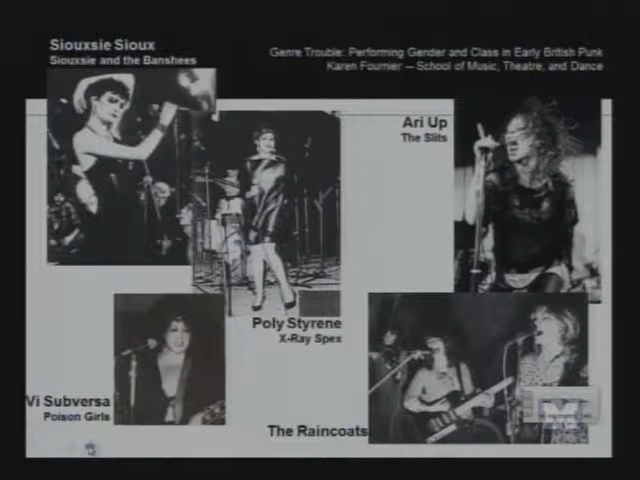 Siouxsie Sioux
Siouxsie and the Banshees
Genre Trouble: Performing Gender and Class in Early British Punk
Karen Fournier — School of Music, Theatre, and Dance
Ari Up
The Slits
Poly Styrene
X-Ray Spex
Vi Subversa
Poison Girls
The Raincoats